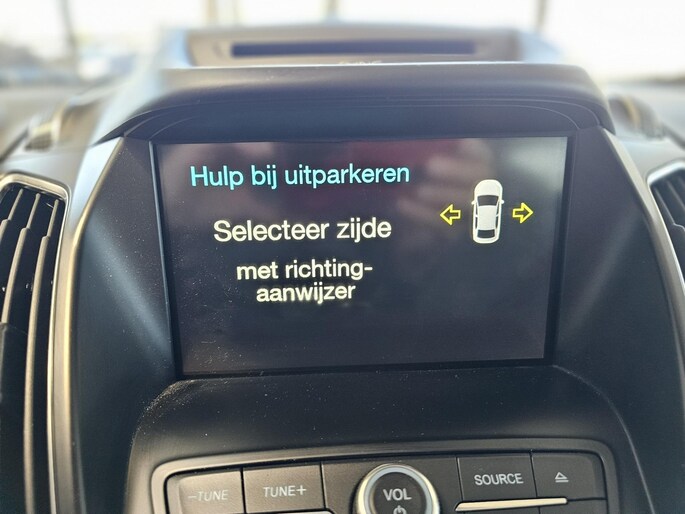 Hulp bij uitparkeren
Selecteer zijde
met richting-
aanwijzer
−TUNE
TUNE+
VOL
SOURCE